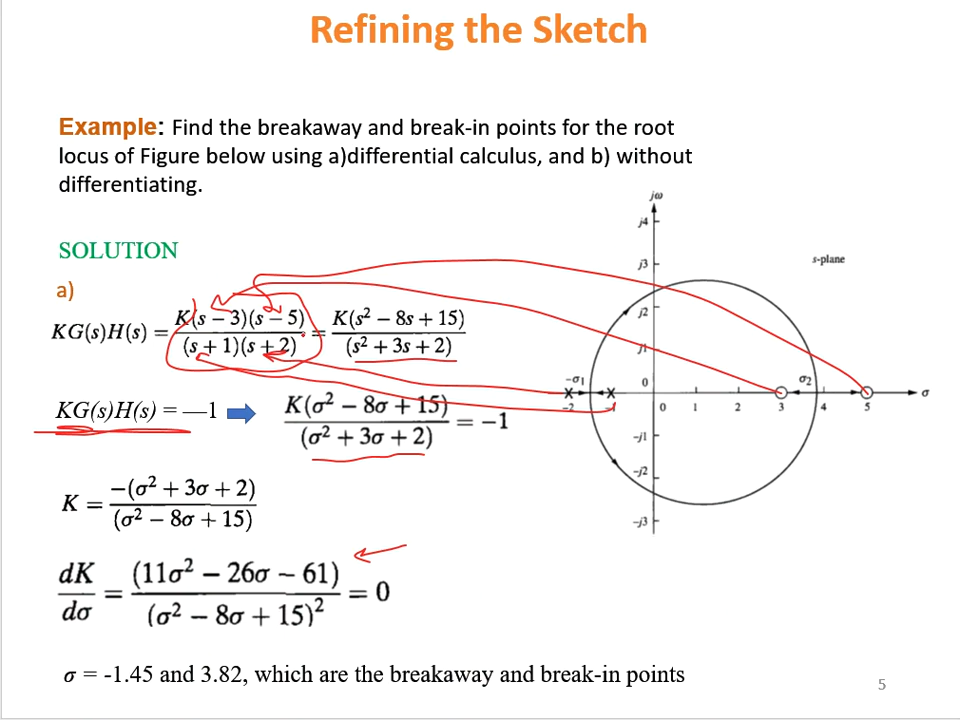 Refining the Sketch
Example: Find the breakaway and break-in points for the root
locus of Figure below using a)differential calculus, and b) without
differentiating.
SOLUTION
a)
KG(s)H(s) = K(s − 3)(s − 5) / (s + 1)(s + 2) = K(s² − 8s + 15) / (s² + 3s + 2)
KG(s)H(s) = —1
K(σ² − 8σ + 15) / (σ² + 3σ + 2) = −1
K = −(σ² + 3σ + 2) / (σ² − 8σ + 15)
dK/dσ = (11σ² − 26σ − 61) / (σ² − 8σ + 15)² = 0
σ = -1.45 and 3.82, which are the breakaway and break-in points
jω
j4
j3
s-plane
j2
j1
−σ1
0
σ2
σ
−2
−1
0
1
2
3
4
5
−j1
−j2
−j3
5